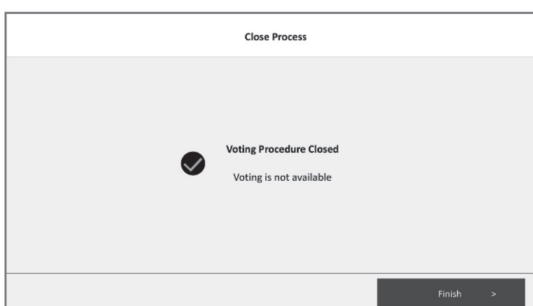 Close Process
Voting Procedure Closed
Voting is not available
Finish >